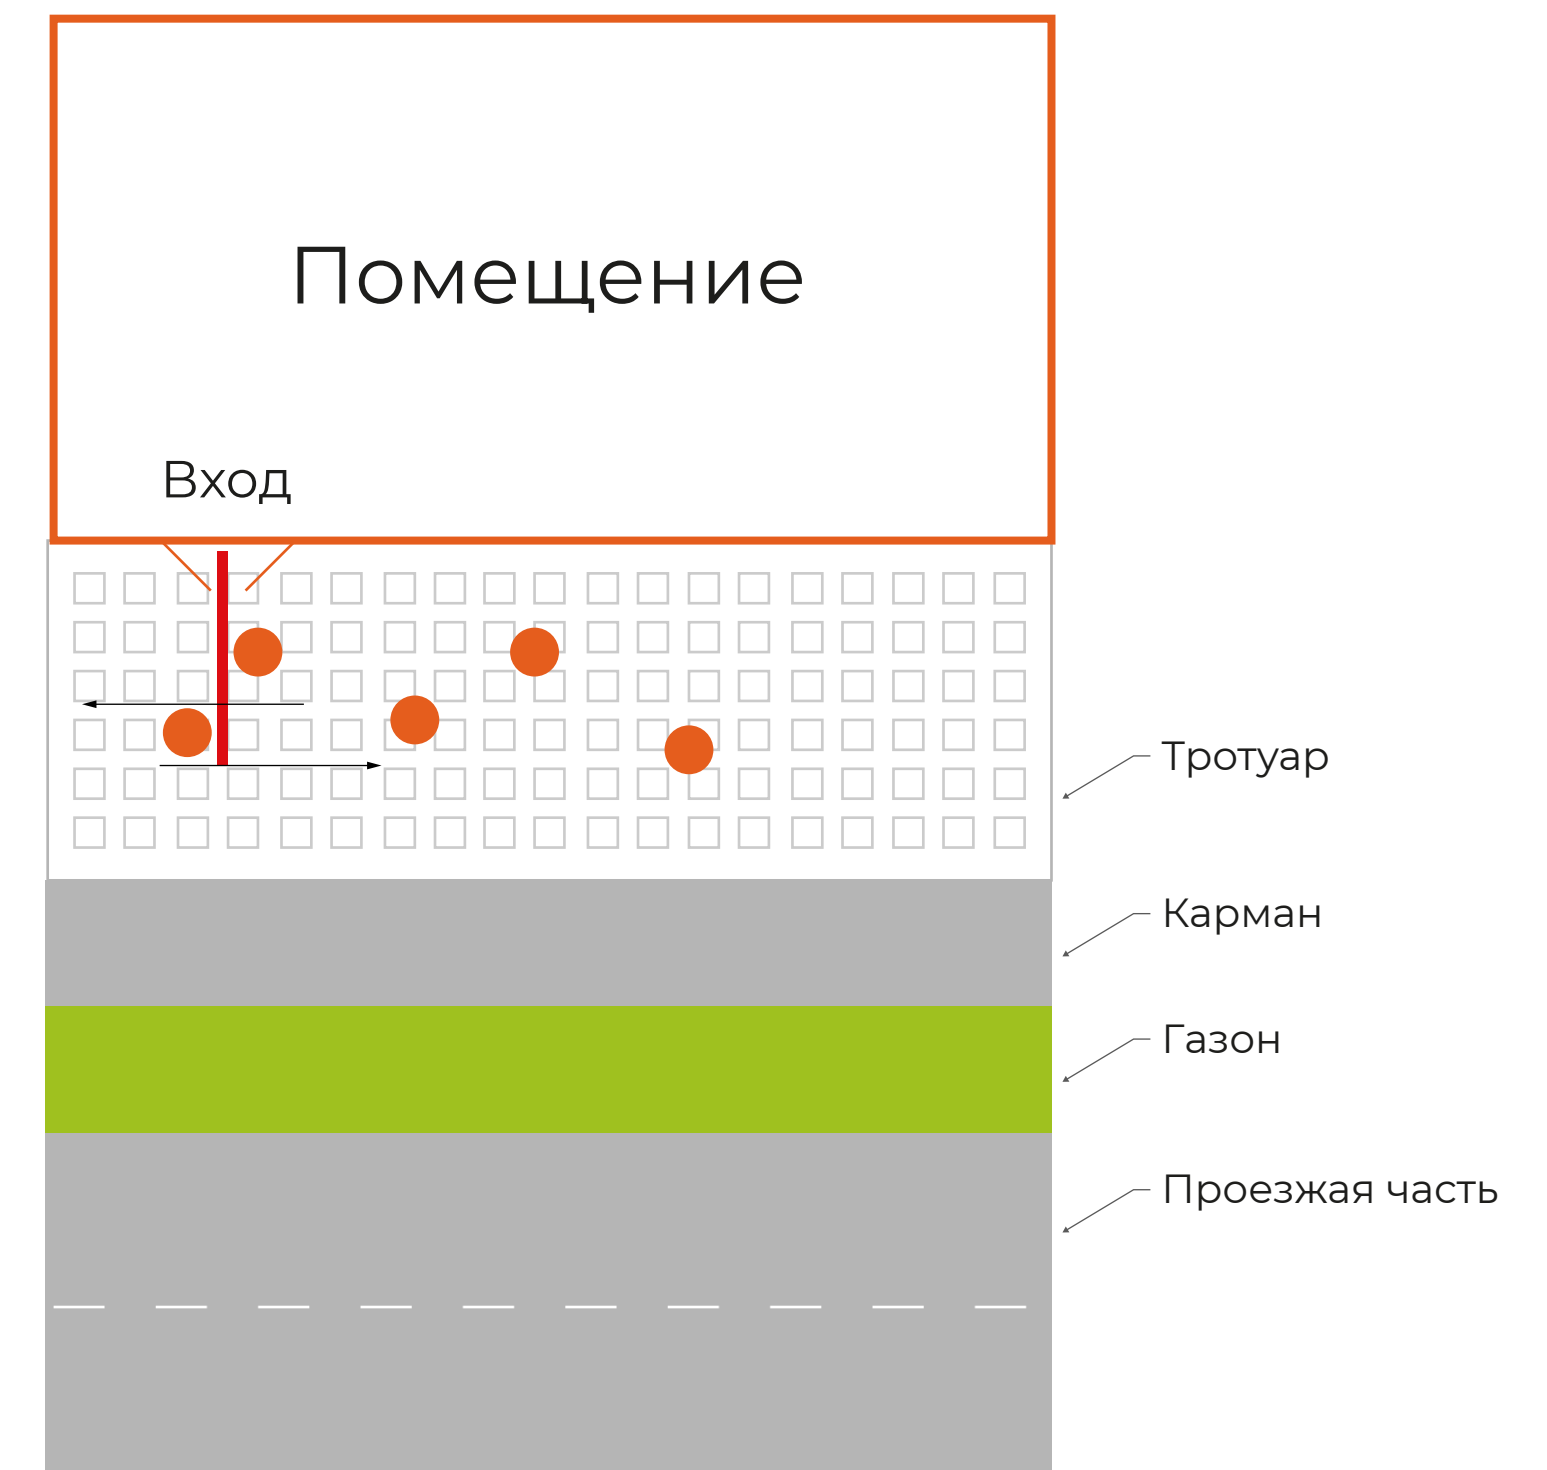 Помещение
Вход
Тротуар
Карман
Газон
Проезжая часть